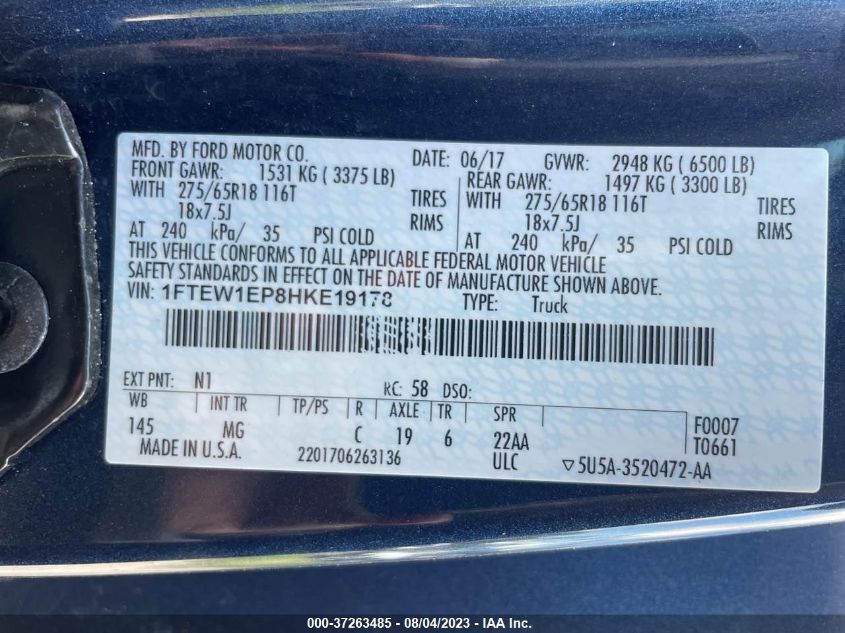 MFD. BY FORD MOTOR CO. DATE: 06/17 GVWR: 2948 KG ( 6500 LB)
FRONT GAWR: 1531 KG ( 3375 LB) REAR GAWR: 1497 KG ( 3300 LB)
WITH 275/65R18 116T TIRES WITH 275/65R18 116T TIRES
18x7.5J RIMS 18x7.5J RIMS
AT 240 kPa/ 35 PSI COLD AT 240 kPa/ 35 PSI COLD
THIS VEHICLE CONFORMS TO ALL APPLICABLE FEDERAL MOTOR VEHICLE
SAFETY STANDARDS IN EFFECT ON THE DATE OF MANUFACTURE SHOWN ABOVE.
VIN: 1FTEW1EP8HKE19178 TYPE: Truck
EXT PNT: N1 RC: 58 DSO:
WB INT TR TP/PS R AXLE TR SPR F0007
145 MG C 19 6 22AA T0661
MADE IN U.S.A. 2201706263136 ULC ▽5U5A-3520472-AA
000-37263485 - 08/04/2023 - IAA Inc.